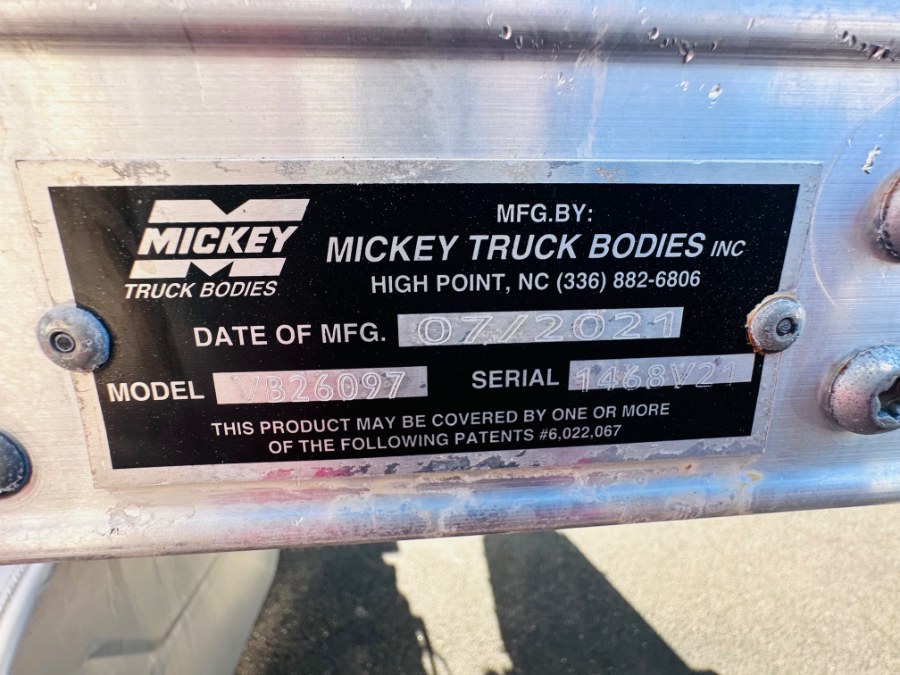 MICKEY
TRUCK BODIES
MFG.BY:
MICKEY TRUCK BODIES INC
HIGH POINT, NC (336) 882-6806
DATE OF MFG. 07/2021
MODEL VB26097 SERIAL 1468V21
THIS PRODUCT MAY BE COVERED BY ONE OR MORE
OF THE FOLLOWING PATENTS #6,022,067